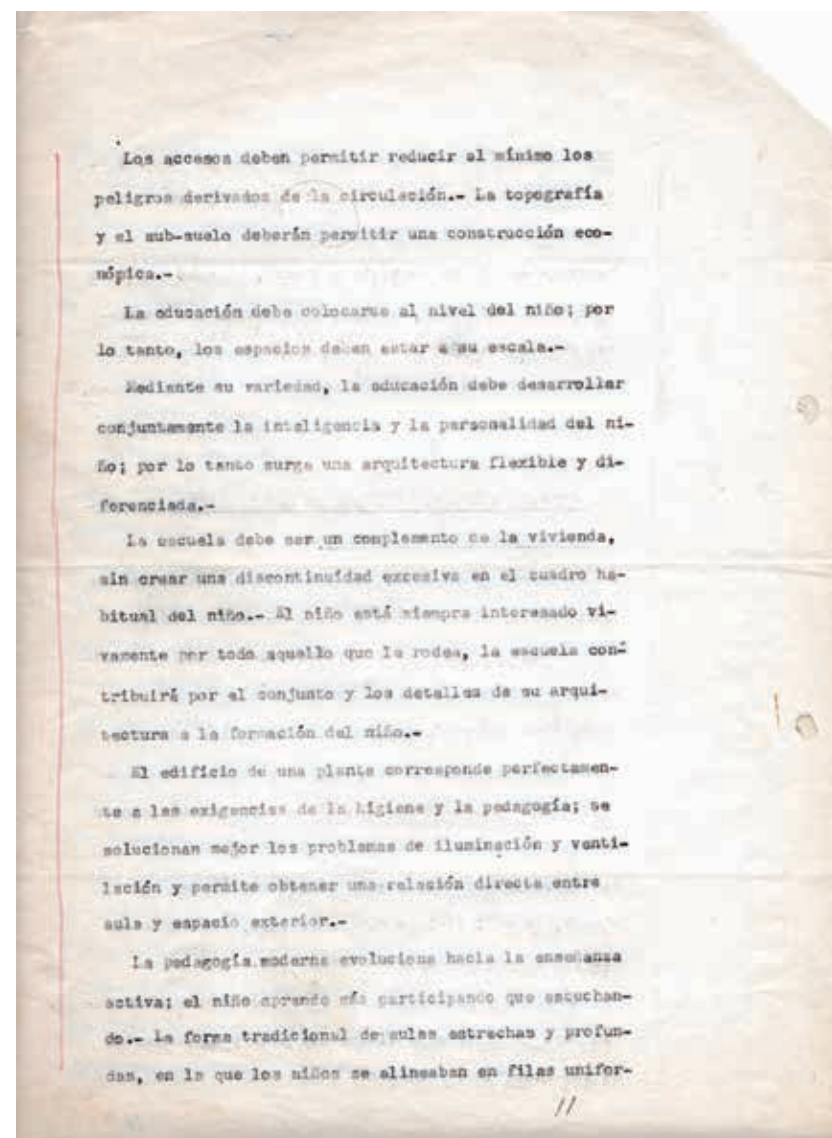 Los accesos deben permitir reducir al mínimo los
peligros derivados de la circulación.- La topografía
y el sub-suelo deberán permitir una construcción eco-
nópica.-
La educación debe colocarse al nivel del niño; por
lo tanto, los espacios deben estar a su escala.-
Mediante su variedad, la educación debe desarrollar
conjuntamente la inteligencia y la personalidad del ni-
ño; por lo tanto surge una arquitectura flexible y di-
ferenciada.-
La escuela debe ser un complemento de la vivienda,
sin crear una discontinuidad excesiva en el cuadro ha-
bitual del niño.- El niño está siempre interesado vi-
vamente por todo aquello que le rodea, la escuela con-
tribuirá por el conjunto y los detalles de su arqui-
tectura a la formación del niño.-
El edificio de una planta corresponde perfectamen-
te a las exigencias de la higiene y la pedagogía; se
solucionan mejor los problemas de iluminación y venti-
lación y permite obtener una relación directa entre
aula y espacio exterior.-
La pedagogía moderna evoluciona hacia la enseñanza
activa; el niño aprende más participando que escuchan-
do.- La forma tradicional de aulas estrechas y profun-
das, en la que los niños se alineaban en filas unifor-
11